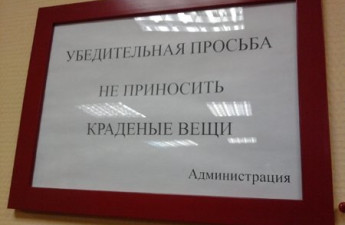 УБЕДИТЕЛЬНАЯ ПРОСЬБА
НЕ ПРИНОСИТЬ
КРАДЕНЫЕ ВЕЩИ
Администрация